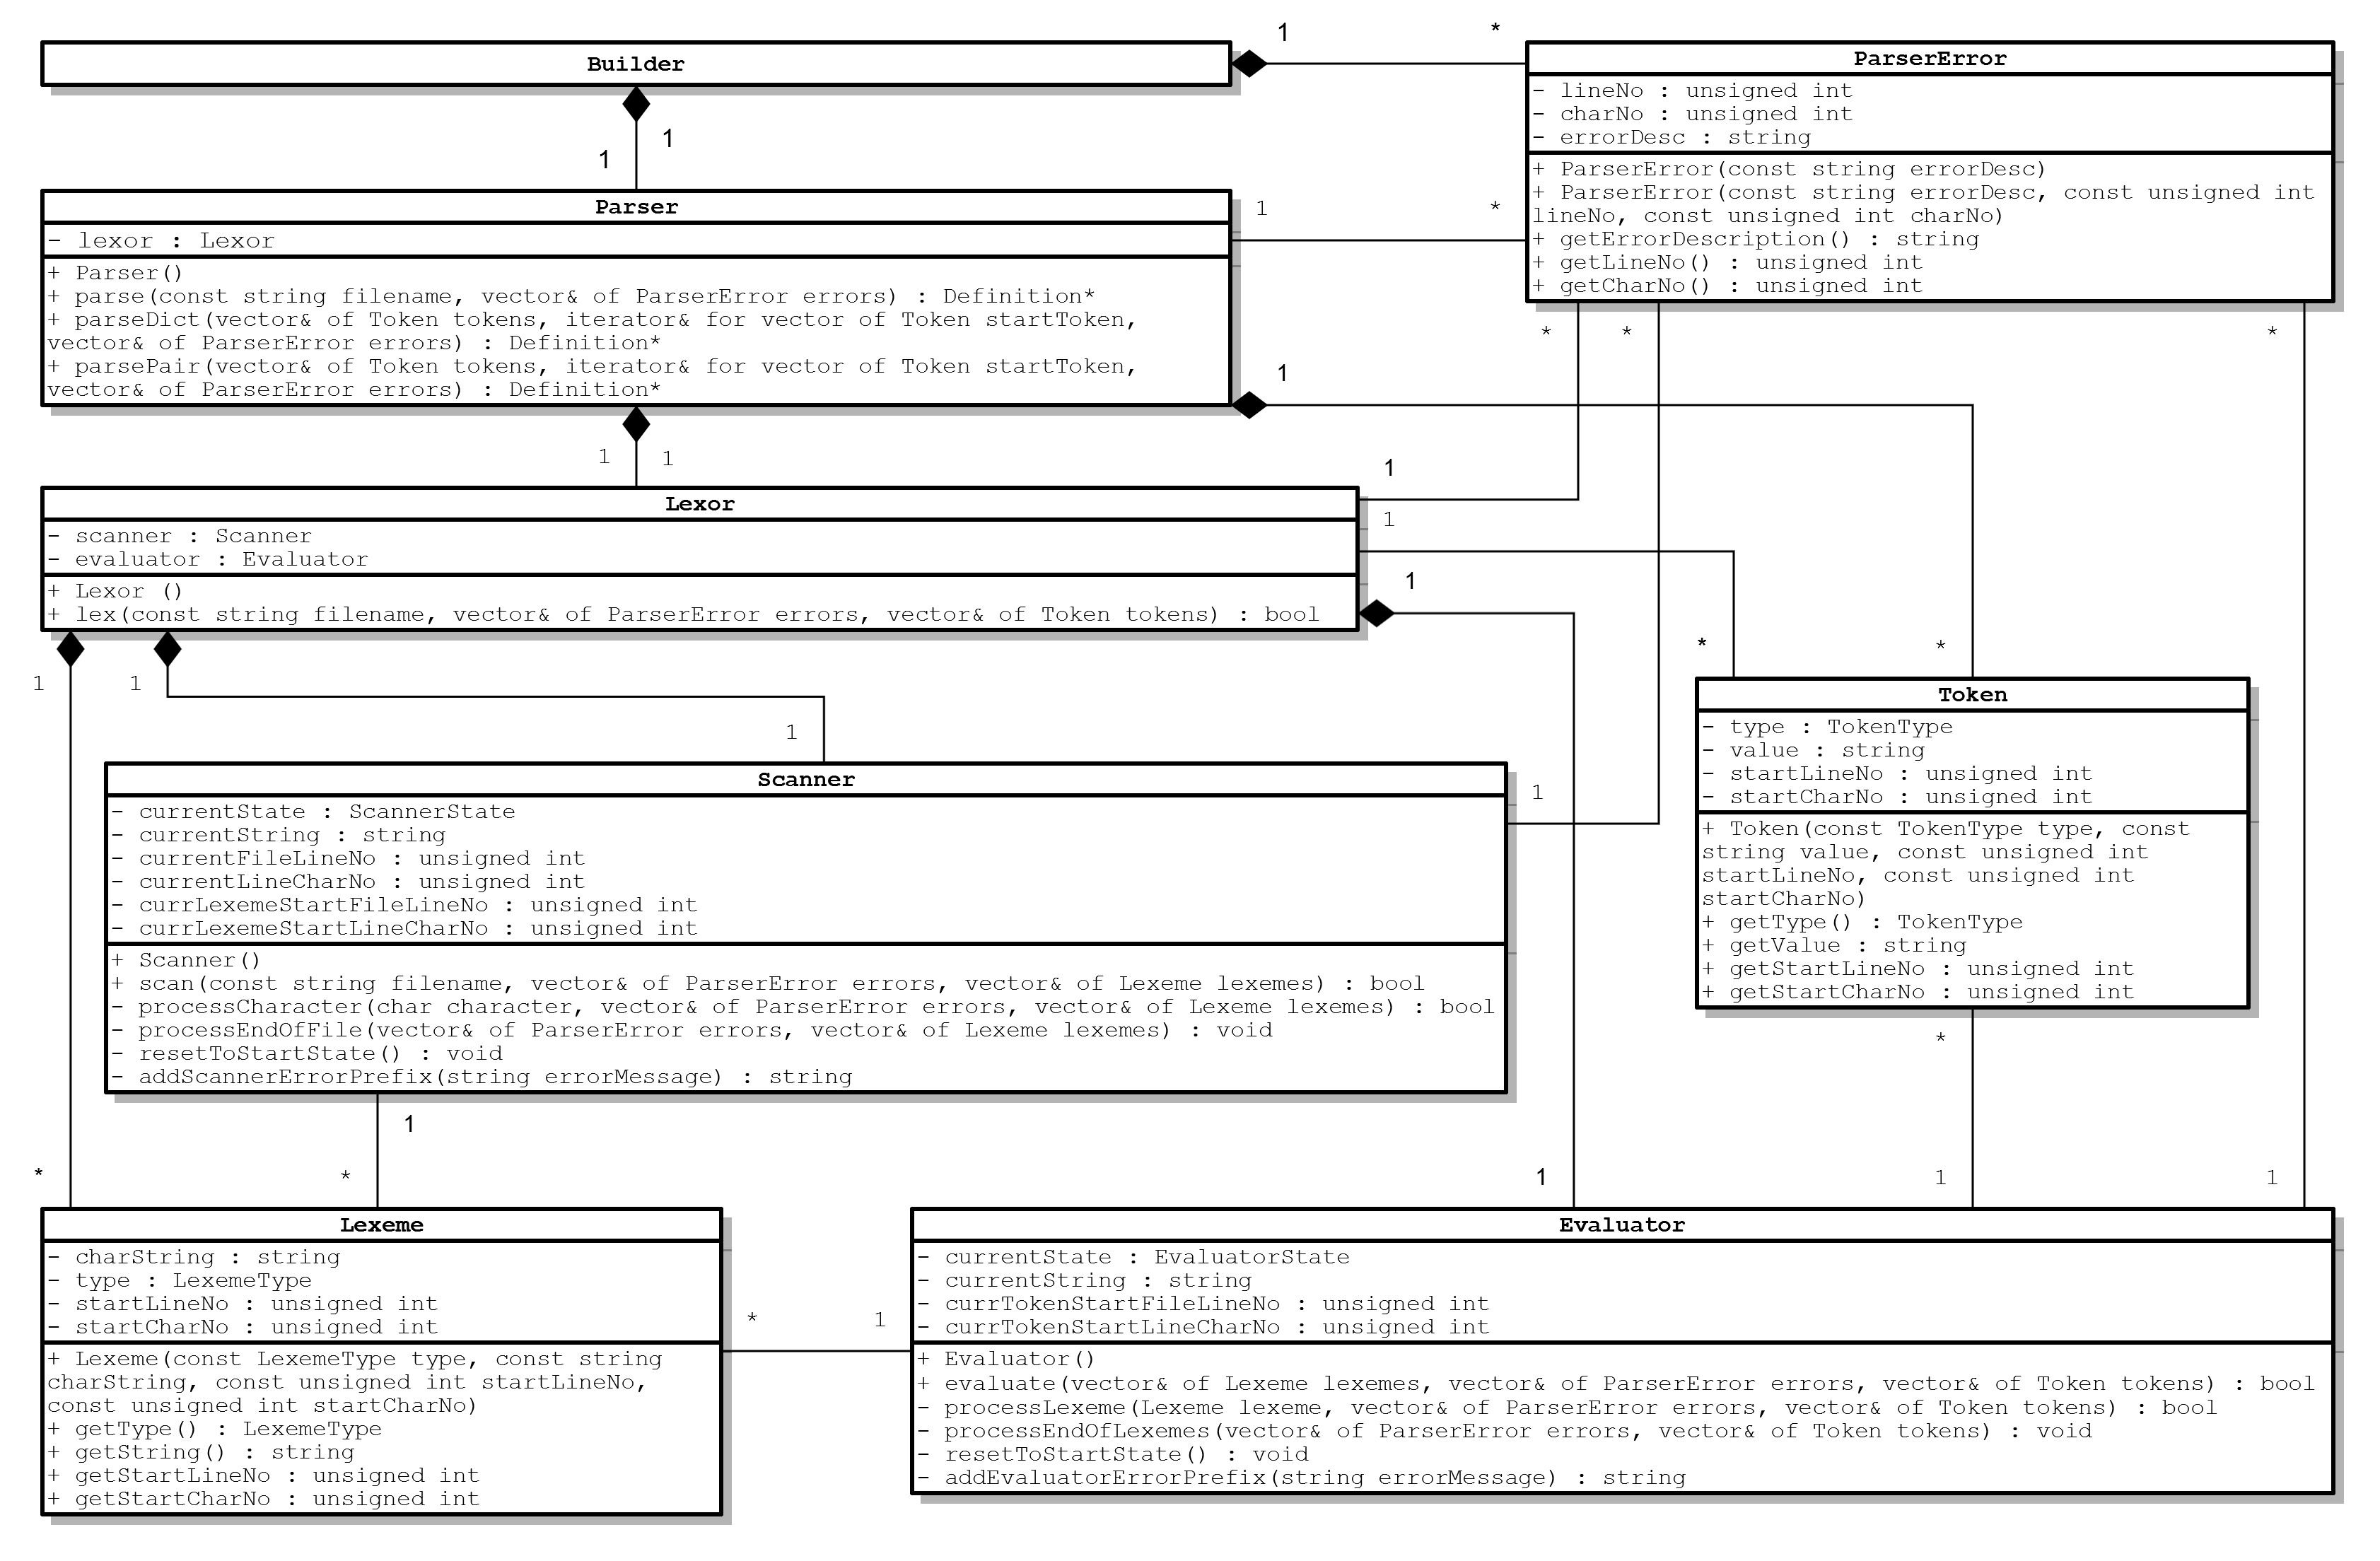 1
*
Builder
ParserError
- lineNo : unsigned int
- charNo : unsigned int
- errorDesc : string
+ ParserError(const string errorDesc)
+ ParserError(const string errorDesc, const unsigned int
lineNo, const unsigned int charNo)
+ getErrorDescription() : string
+ getLineNo() : unsigned int
+ getCharNo() : unsigned int
1
1
Parser
- lexor : Lexor
+ Parser()
+ parse(const string filename, vector& of ParserError errors) : Definition*
+ parseDict(vector& of Token tokens, iterator& for vector of Token startToken,
vector& of ParserError errors) : Definition*
+ parsePair(vector& of Token tokens, iterator& for vector of Token startToken,
vector& of ParserError errors) : Definition*
1
*
*
*
*
1
1
1
1
Lexor
- scanner : Scanner
- evaluator : Evaluator
+ Lexor ()
+ lex(const string filename, vector& of ParserError errors, vector& of Token tokens) : bool
1
1
*
*
1
1
1
Token
- type : TokenType
- value : string
- startLineNo : unsigned int
- startCharNo : unsigned int
+ Token(const TokenType type, const
string value, const unsigned int
startLineNo, const unsigned int
startCharNo)
+ getType() : TokenType
+ getValue : string
+ getStartLineNo : unsigned int
+ getStartCharNo : unsigned int
Scanner
- currentState : ScannerState
- currentString : string
- currentFileLineNo : unsigned int
- currentLineCharNo : unsigned int
- currLexemeStartFileLineNo : unsigned int
- currLexemeStartLineCharNo : unsigned int
+ Scanner()
+ scan(const string filename, vector& of ParserError errors, vector& of Lexeme lexemes) : bool
- processCharacter(char character, vector& of ParserError errors, vector& of Lexeme lexemes) : bool
- processEndOfFile(vector& of ParserError errors, vector& of Lexeme lexemes) : void
- resetToStartState() : void
- addScannerErrorPrefix(string errorMessage) : string
1
*
1
*
*
1
1
1
Lexeme
- charString : string
- type : LexemeType
- startLineNo : unsigned int
- startCharNo : unsigned int
+ Lexeme(const LexemeType type, const string
charString, const unsigned int startLineNo,
const unsigned int startCharNo)
+ getType() : LexemeType
+ getString() : string
+ getStartLineNo : unsigned int
+ getStartCharNo : unsigned int
*
1
Evaluator
- currentState : EvaluatorState
- currentString : string
- currTokenStartFileLineNo : unsigned int
- currTokenStartLineCharNo : unsigned int
+ Evaluator()
+ evaluate(vector& of Lexeme lexemes, vector& of ParserError errors, vector& of Token tokens) : bool
- processLexeme(Lexeme lexeme, vector& of ParserError errors, vector& of Token tokens) : bool
- processEndOfLexemes(vector& of ParserError errors, vector& of Token tokens) : void
- resetToStartState() : void
- addEvaluatorErrorPrefix(string errorMessage) : string